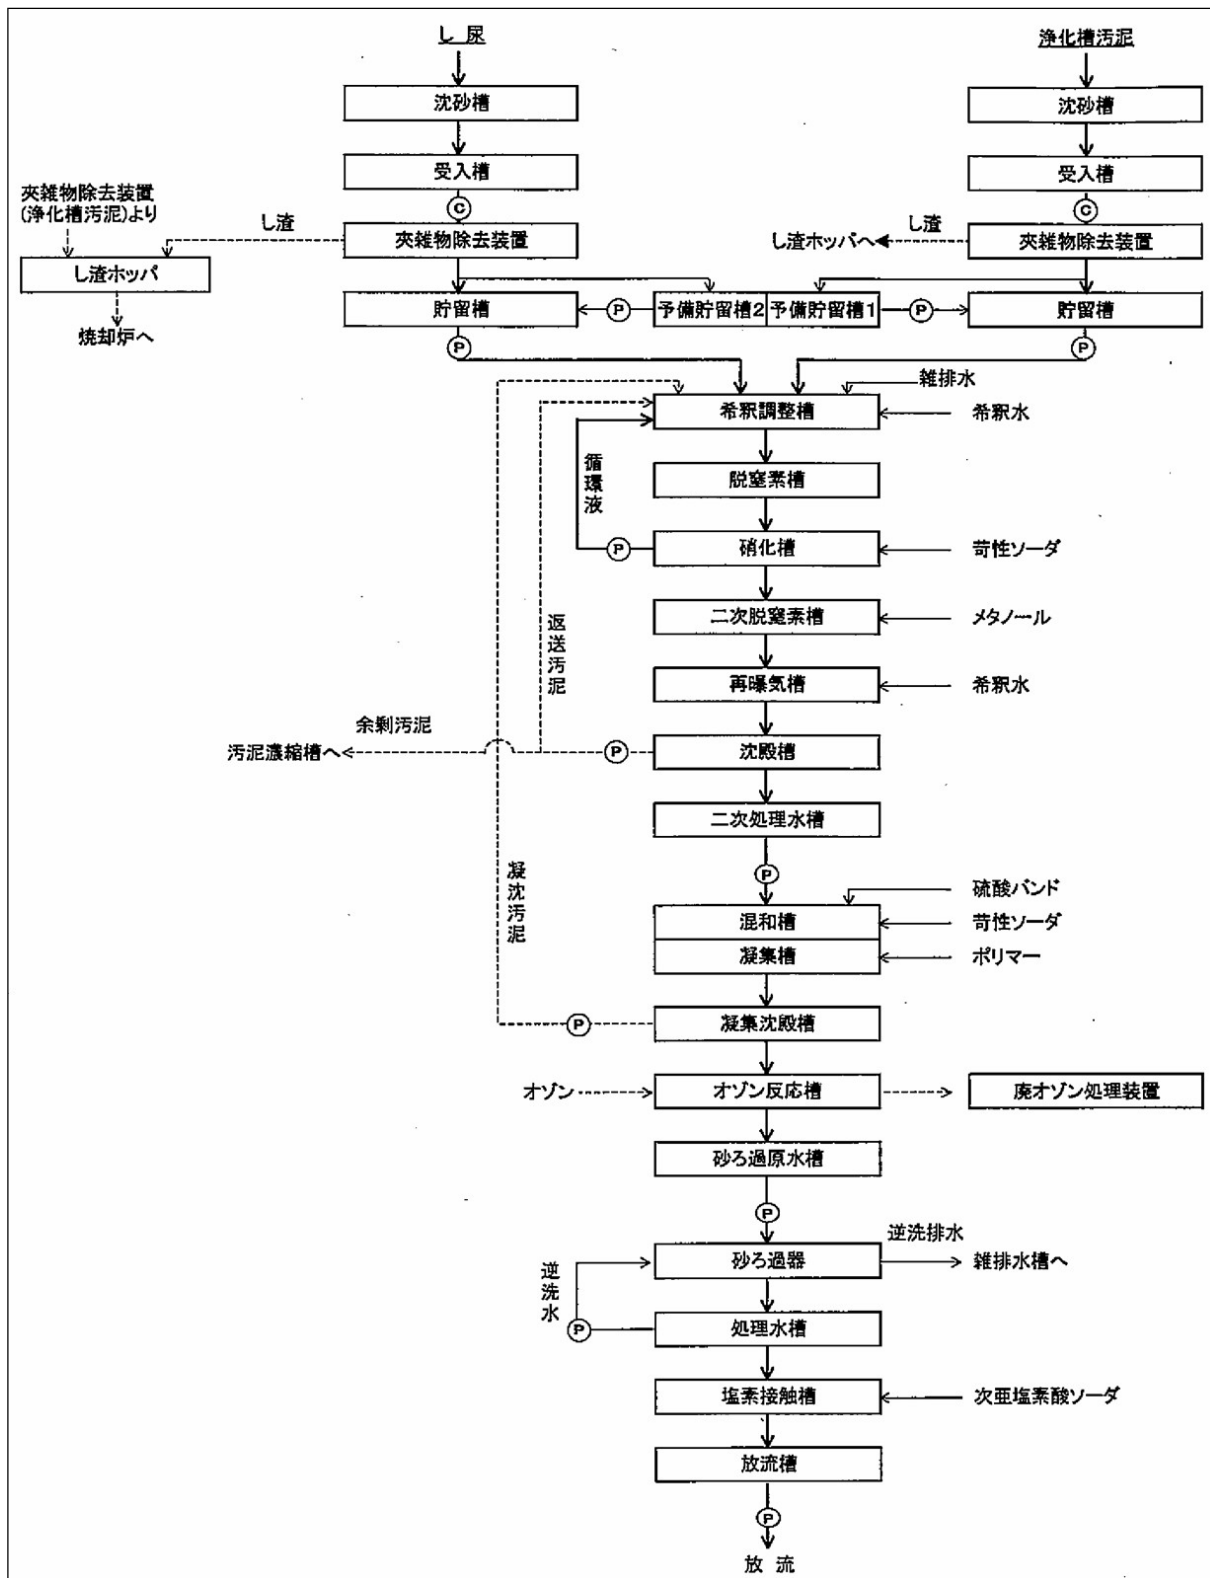 し 尿
浄化槽汚泥
沈砂槽
沈砂槽
受入槽
受入槽
夾雑物除去装置
(浄化槽汚泥)より
C
C
し渣
夾雑物除去装置
し渣ホッパへ
し渣
夾雑物除去装置
し渣ホッパ
貯留槽
P
予備貯留槽2
予備貯留槽1
P
貯留槽
焼却炉へ
P
P
雑排水
希釈調整槽
希釈水
循環液
脱窒素槽
P
硝化槽
苛性ソーダ
二次脱窒素槽
メタノール
返送汚泥
再曝気槽
希釈水
余剰汚泥
汚泥濃縮槽へ
P
沈殿槽
二次処理水槽
凝沈汚泥
P
硫酸バンド
混和槽
苛性ソーダ
凝集槽
ポリマー
P
凝集沈殿槽
オゾン
オゾン反応槽
廃オゾン処理装置
砂ろ過原水槽
P
逆洗排水
砂ろ過器
雑排水槽へ
逆洗水
P
処理水槽
塩素接触槽
次亜塩素酸ソーダ
放流槽
P
放 流